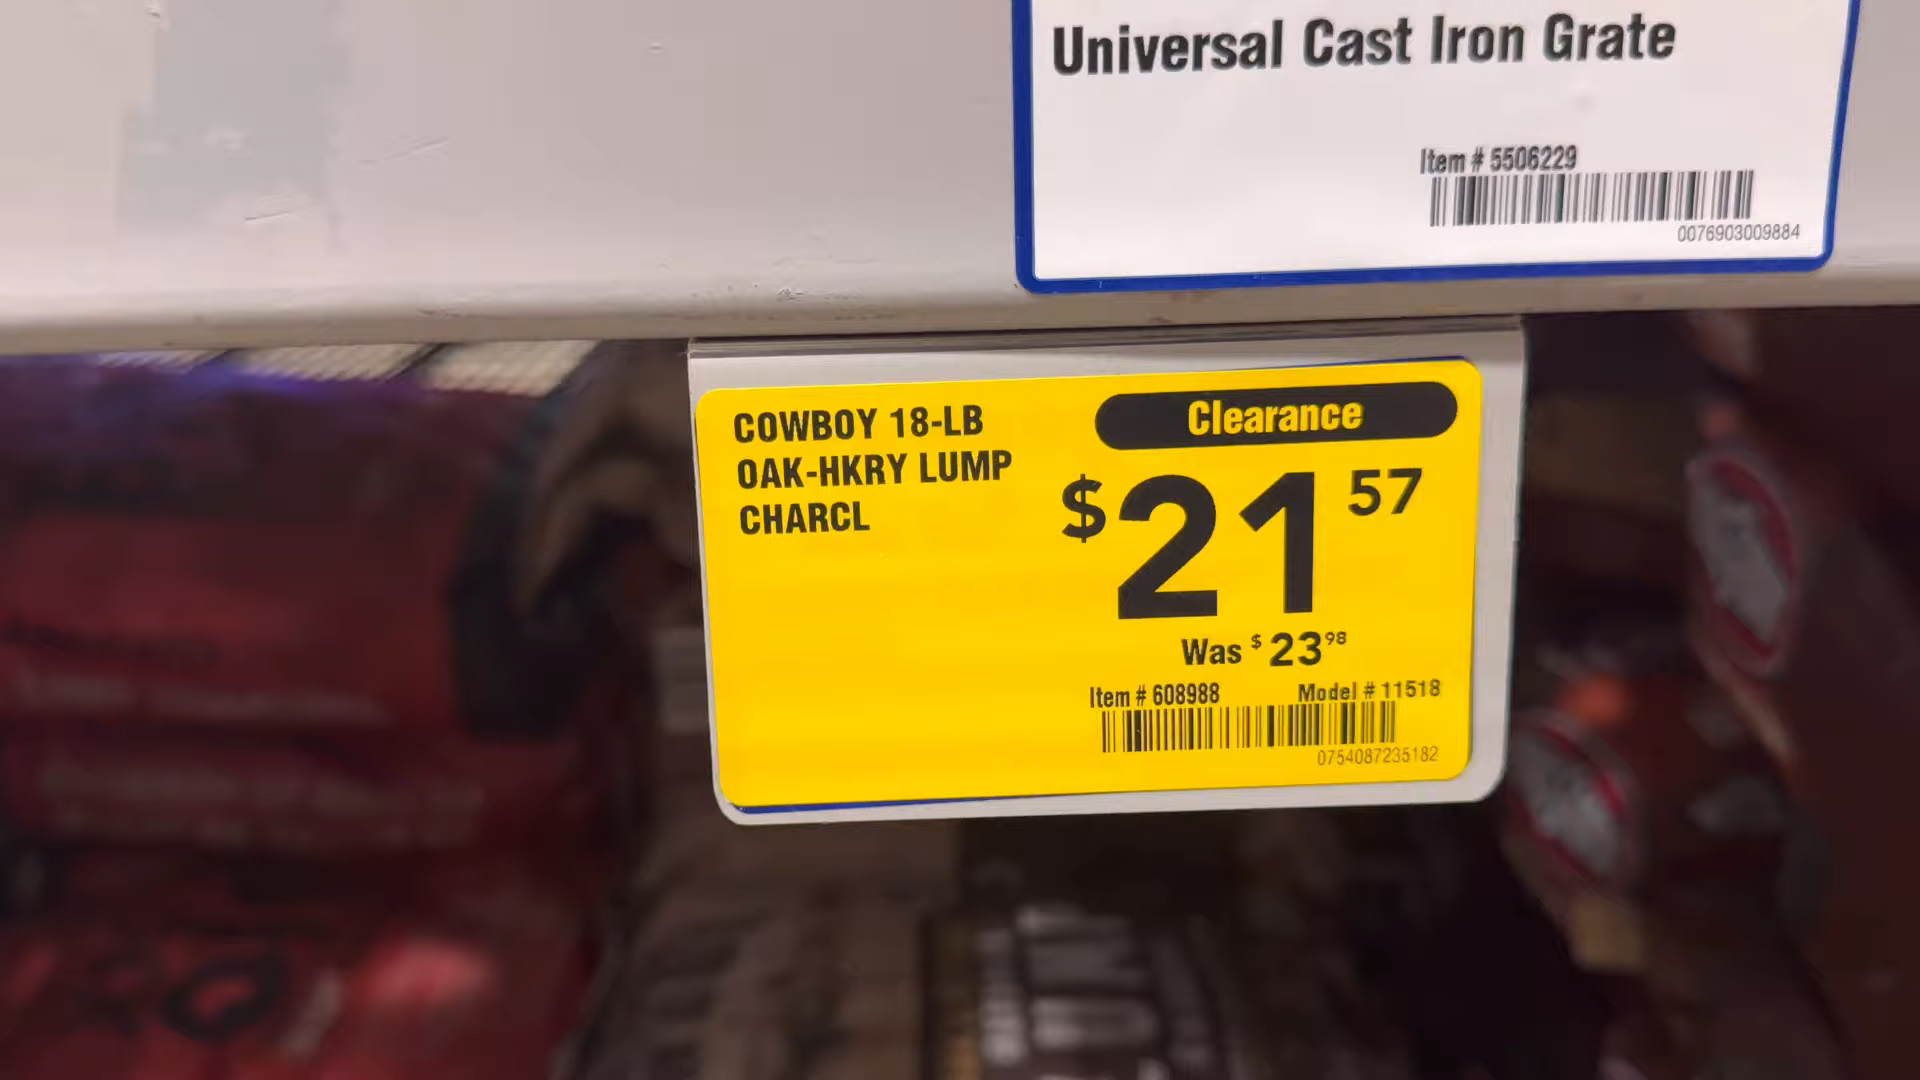 Universal Cast Iron Grate
Item # 5506229
0076903009884
COWBOY 18-LB
OAK-HKRY LUMP
CHARCL
Clearance
$21 57
Was $23 98
Item # 608988 Model # 11518
0754087235182